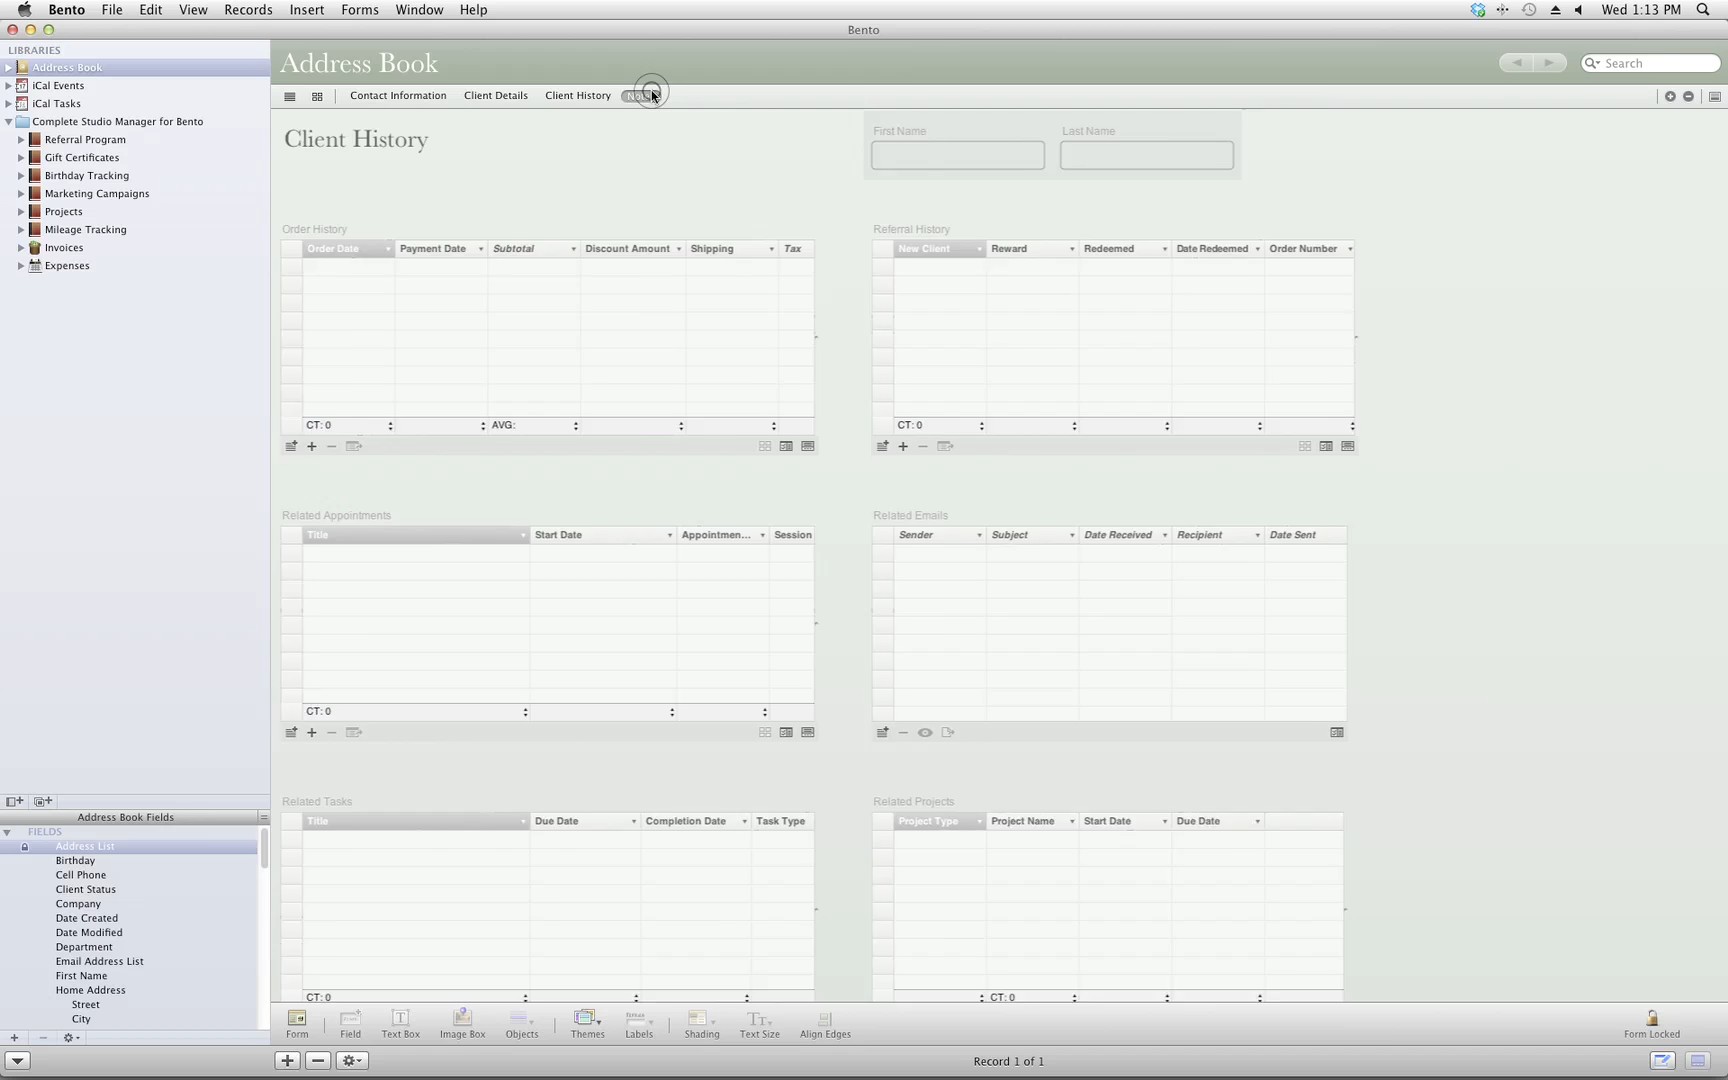 Bento File Edit View Records Insert Forms Window Help Wed 1:13 PM
Bento
LIBRARIES
Address Book
iCal Events
iCal Tasks
Complete Studio Manager for Bento
Referral Program
Gift Certificates
Birthday Tracking
Marketing Campaigns
Projects
Mileage Tracking
Invoices
Expenses
Address Book Fields
FIELDS
Address List
Birthday
Cell Phone
Client Status
Company
Date Created
Date Modified
Department
Email Address List
First Name
Home Address
Street
City
Address Book
Search
Contact Information Client Details Client History
Client History
First Name Last Name
Order History
Order Date Payment Date Subtotal Discount Amount Shipping Tax
CT: 0 AVG:
Referral History
New Client Reward Redeemed Date Redeemed Order Number
CT: 0
Related Appointments
Title Start Date Appointmen... Session
CT: 0
Related Emails
Sender Subject Date Received Recipient Date Sent
Related Tasks
Title Due Date Completion Date Task Type
CT: 0
Related Projects
Project Type Project Name Start Date Due Date
CT: 0
Form Field Text Box Image Box Objects Themes Labels Shading Text Size Align Edges Form Locked
Record 1 of 1